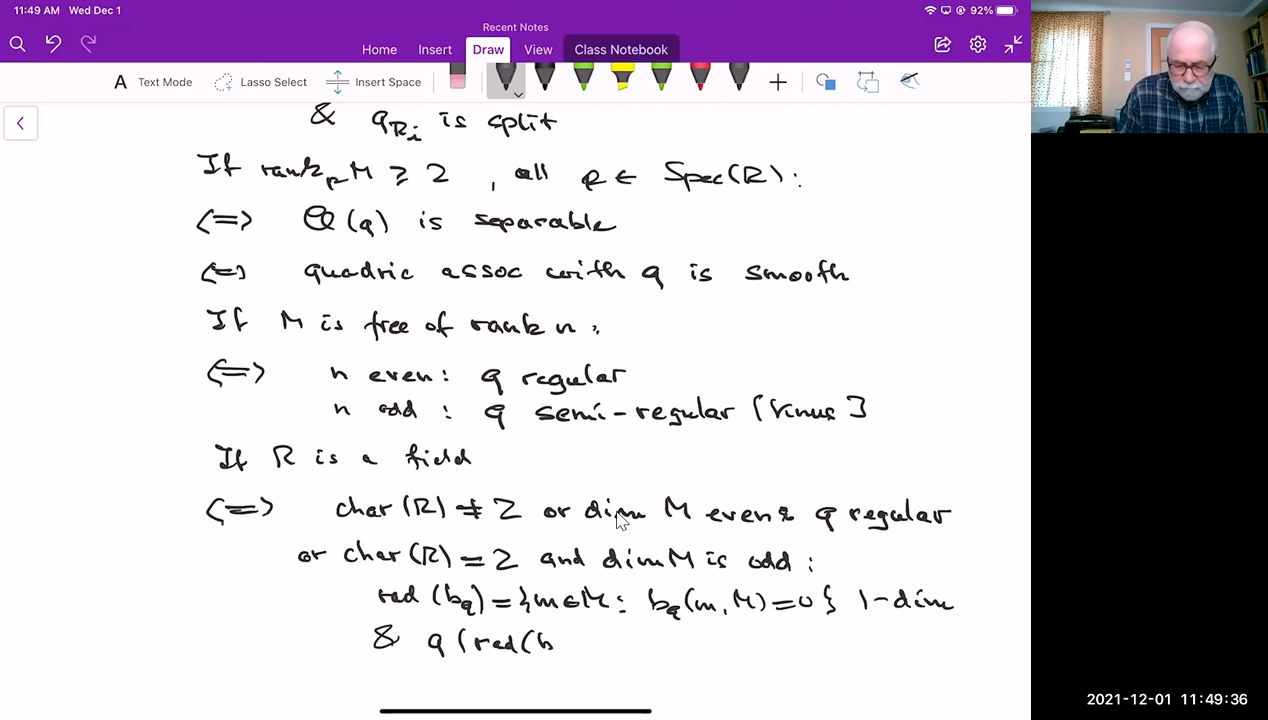 11:49 AM Wed Dec 1
92%
Recent Notes
Home Insert Draw View Class Notebook
A Text Mode Lasso Select Insert Space
& q_{R_i} is split
If rank_p M ≥ 2 , all p ∈ Spec(R) :
<=> O(q) is separable
<=> quadric assoc with q is smooth
If M is free of rank n :
<=> n even : q regular
n odd : q semi-regular [Knus]
If R is a field
<=> char(R) ≠ 2 or dim M even & q regular
or char(R) = 2 and dim M is odd :
rad (b_q) = {m ∈ M : b_q(m, M) = 0} 1-dim
& q (rad(b
2021-12-01 11:49:36